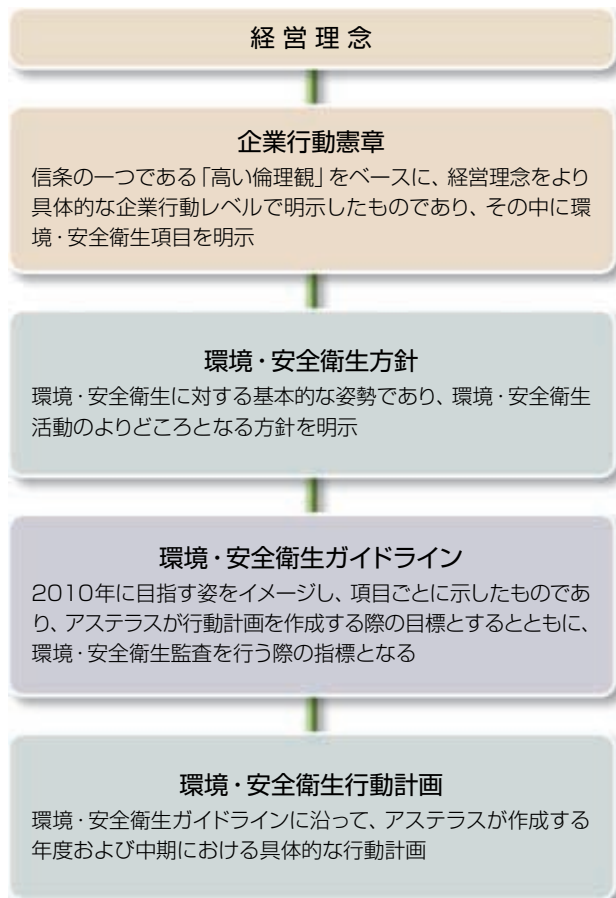 経営理念
企業行動憲章
信条の一つである「高い倫理観」をベースに、経営理念をより
具体的な企業行動レベルで明示したものであり、その中に環
境・安全衛生項目を明示
環境・安全衛生方針
環境・安全衛生に対する基本的な姿勢であり、環境・安全衛生
活動のよりどころとなる方針を明示
環境・安全衛生ガイドライン
2010年に目指す姿をイメージし、項目ごとに示したものであ
り、アステラスが行動計画を作成する際の目標とするとともに、
環境・安全衛生監査を行う際の指標となる
環境・安全衛生行動計画
環境・安全衛生ガイドラインに沿って、アステラスが作成する
年度および中期における具体的な行動計画